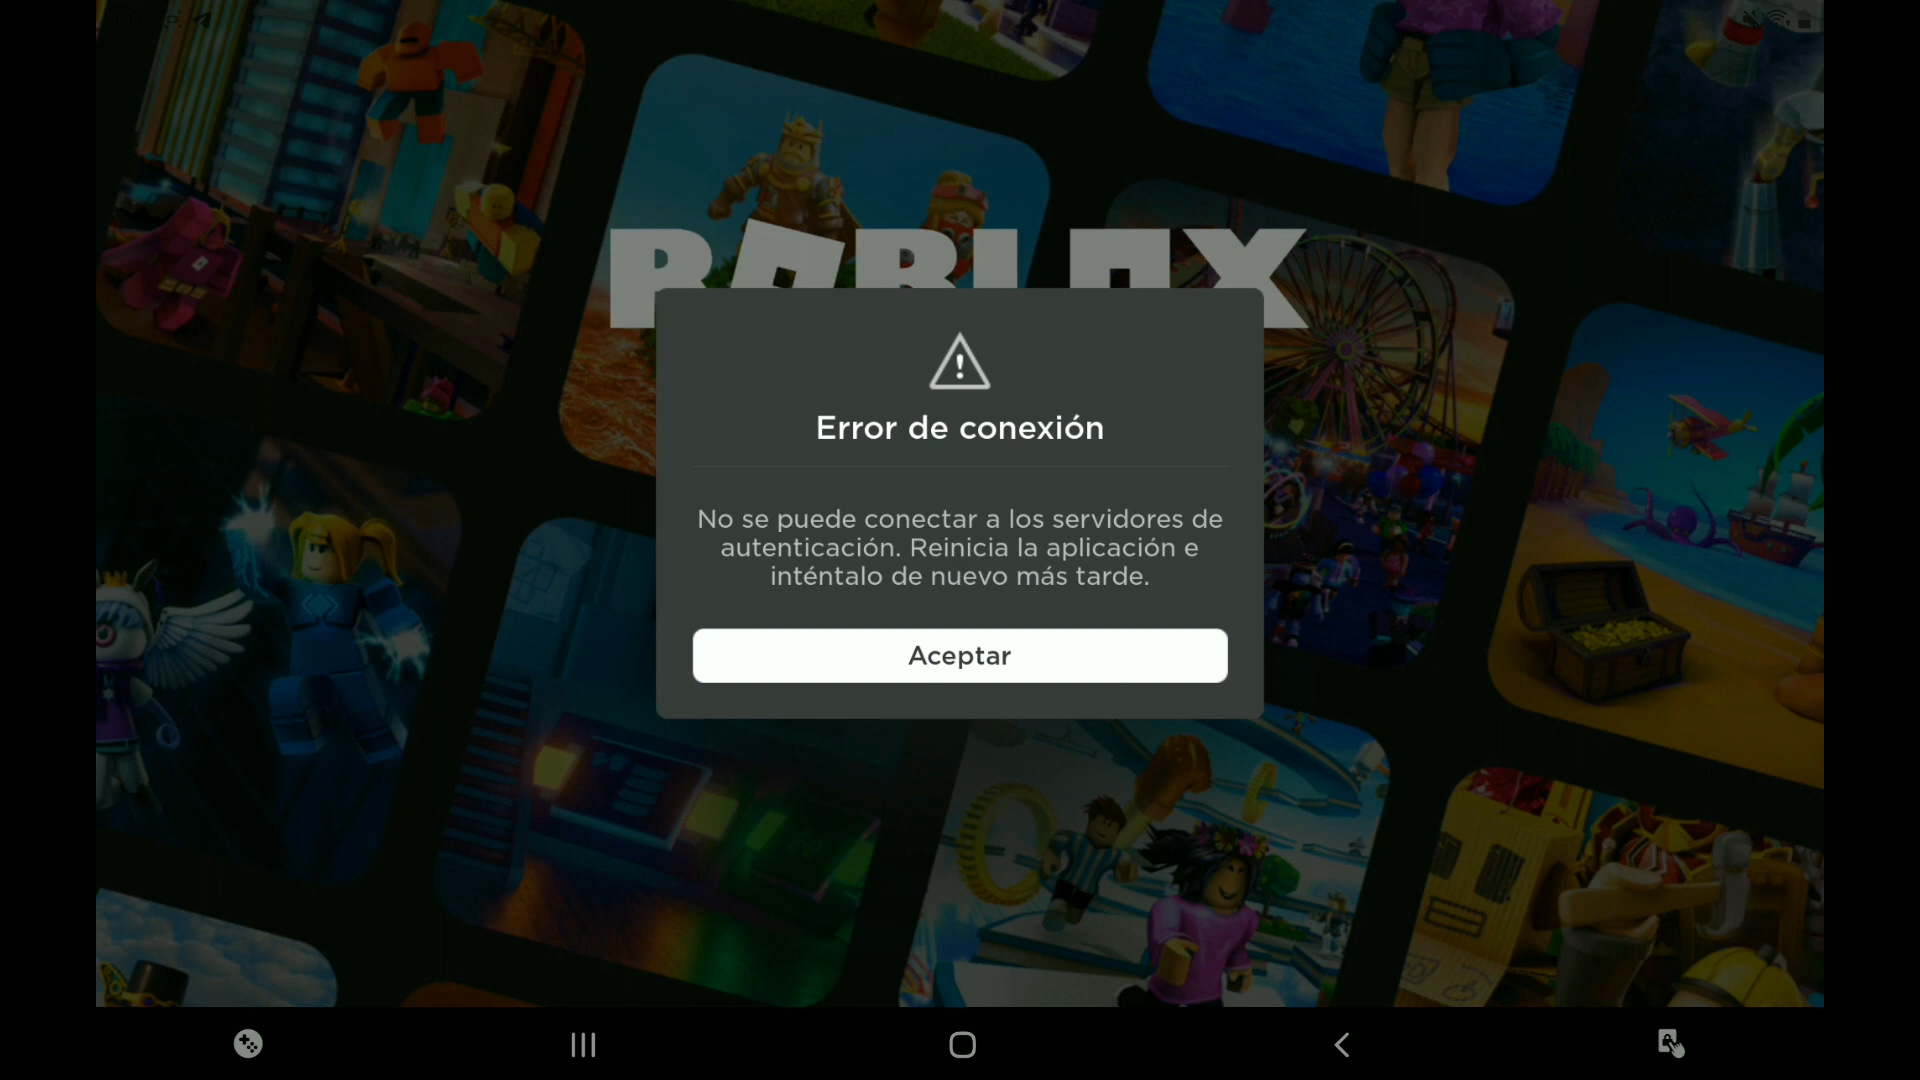 ROBLOX
Error de conexión
No se puede conectar a los servidores de
autenticación. Reinicia la aplicación e
inténtalo de nuevo más tarde.
Aceptar